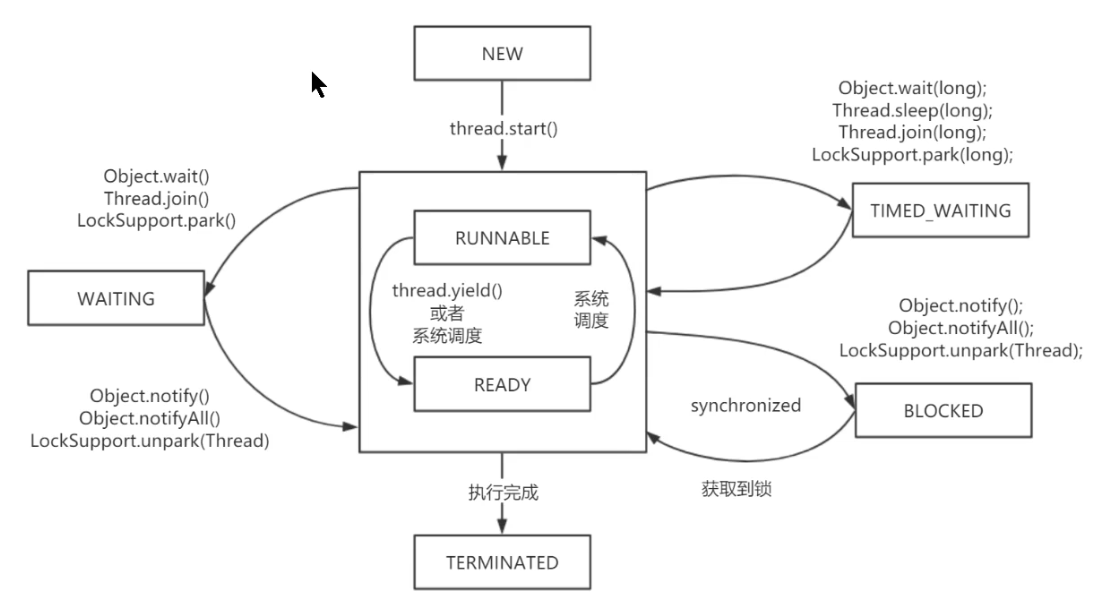 NEW
thread.start()
Object.wait(long);
Thread.sleep(long);
Thread.join(long);
LockSupport.park(long);
TIMED_WAITING
Object.wait()
Thread.join()
LockSupport.park()
WAITING
Object.notify()
Object.notifyAll()
LockSupport.unpark(Thread)
RUNNABLE
thread.yield()
或者
系统调度
系统
调度
READY
Object.notify();
Object.notifyAll();
LockSupport.unpark(Thread);
synchronized
BLOCKED
获取到锁
执行完成
TERMINATED